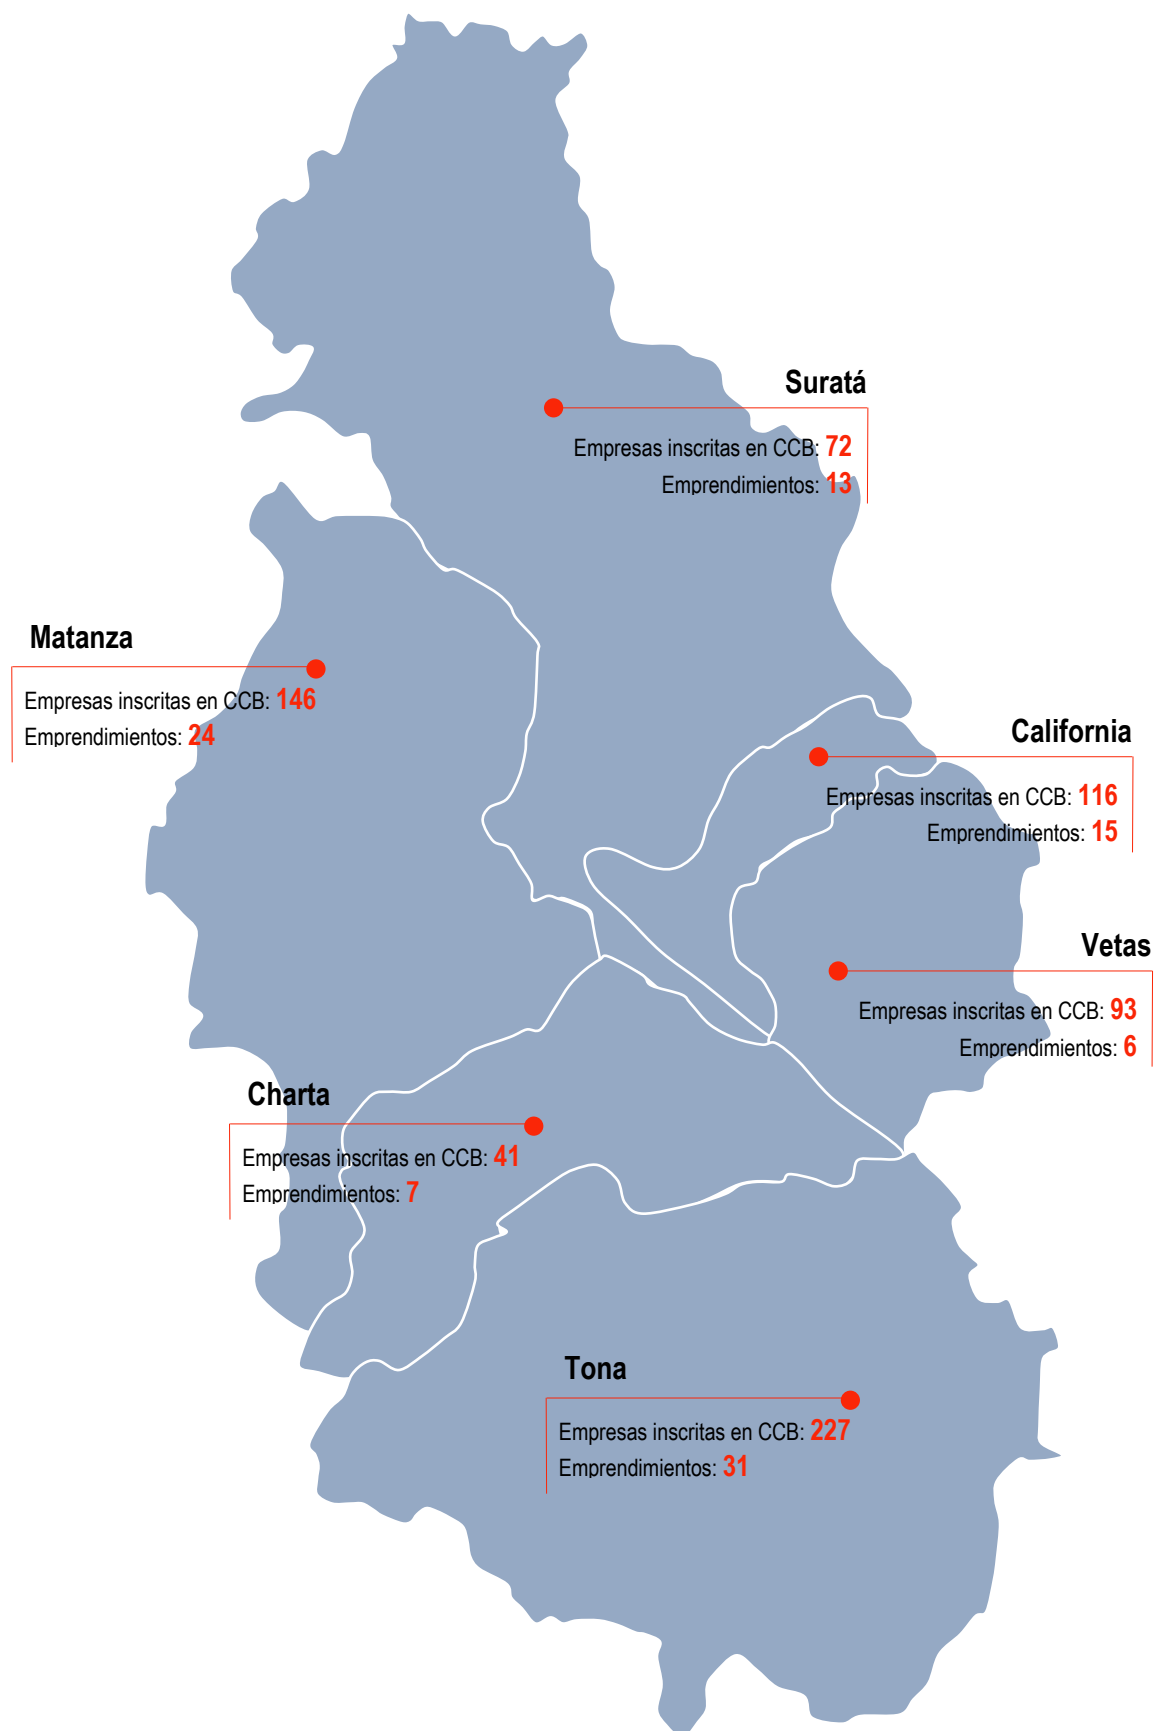 Suratá
Empresas inscritas en CCB: 72
Emprendimientos: 13
Matanza
Empresas inscritas en CCB: 146
Emprendimientos: 24
California
Empresas inscritas en CCB: 116
Emprendimientos: 15
Vetas
Empresas inscritas en CCB: 93
Emprendimientos: 6
Charta
Empresas inscritas en CCB: 41
Emprendimientos: 7
Tona
Empresas inscritas en CCB: 227
Emprendimientos: 31